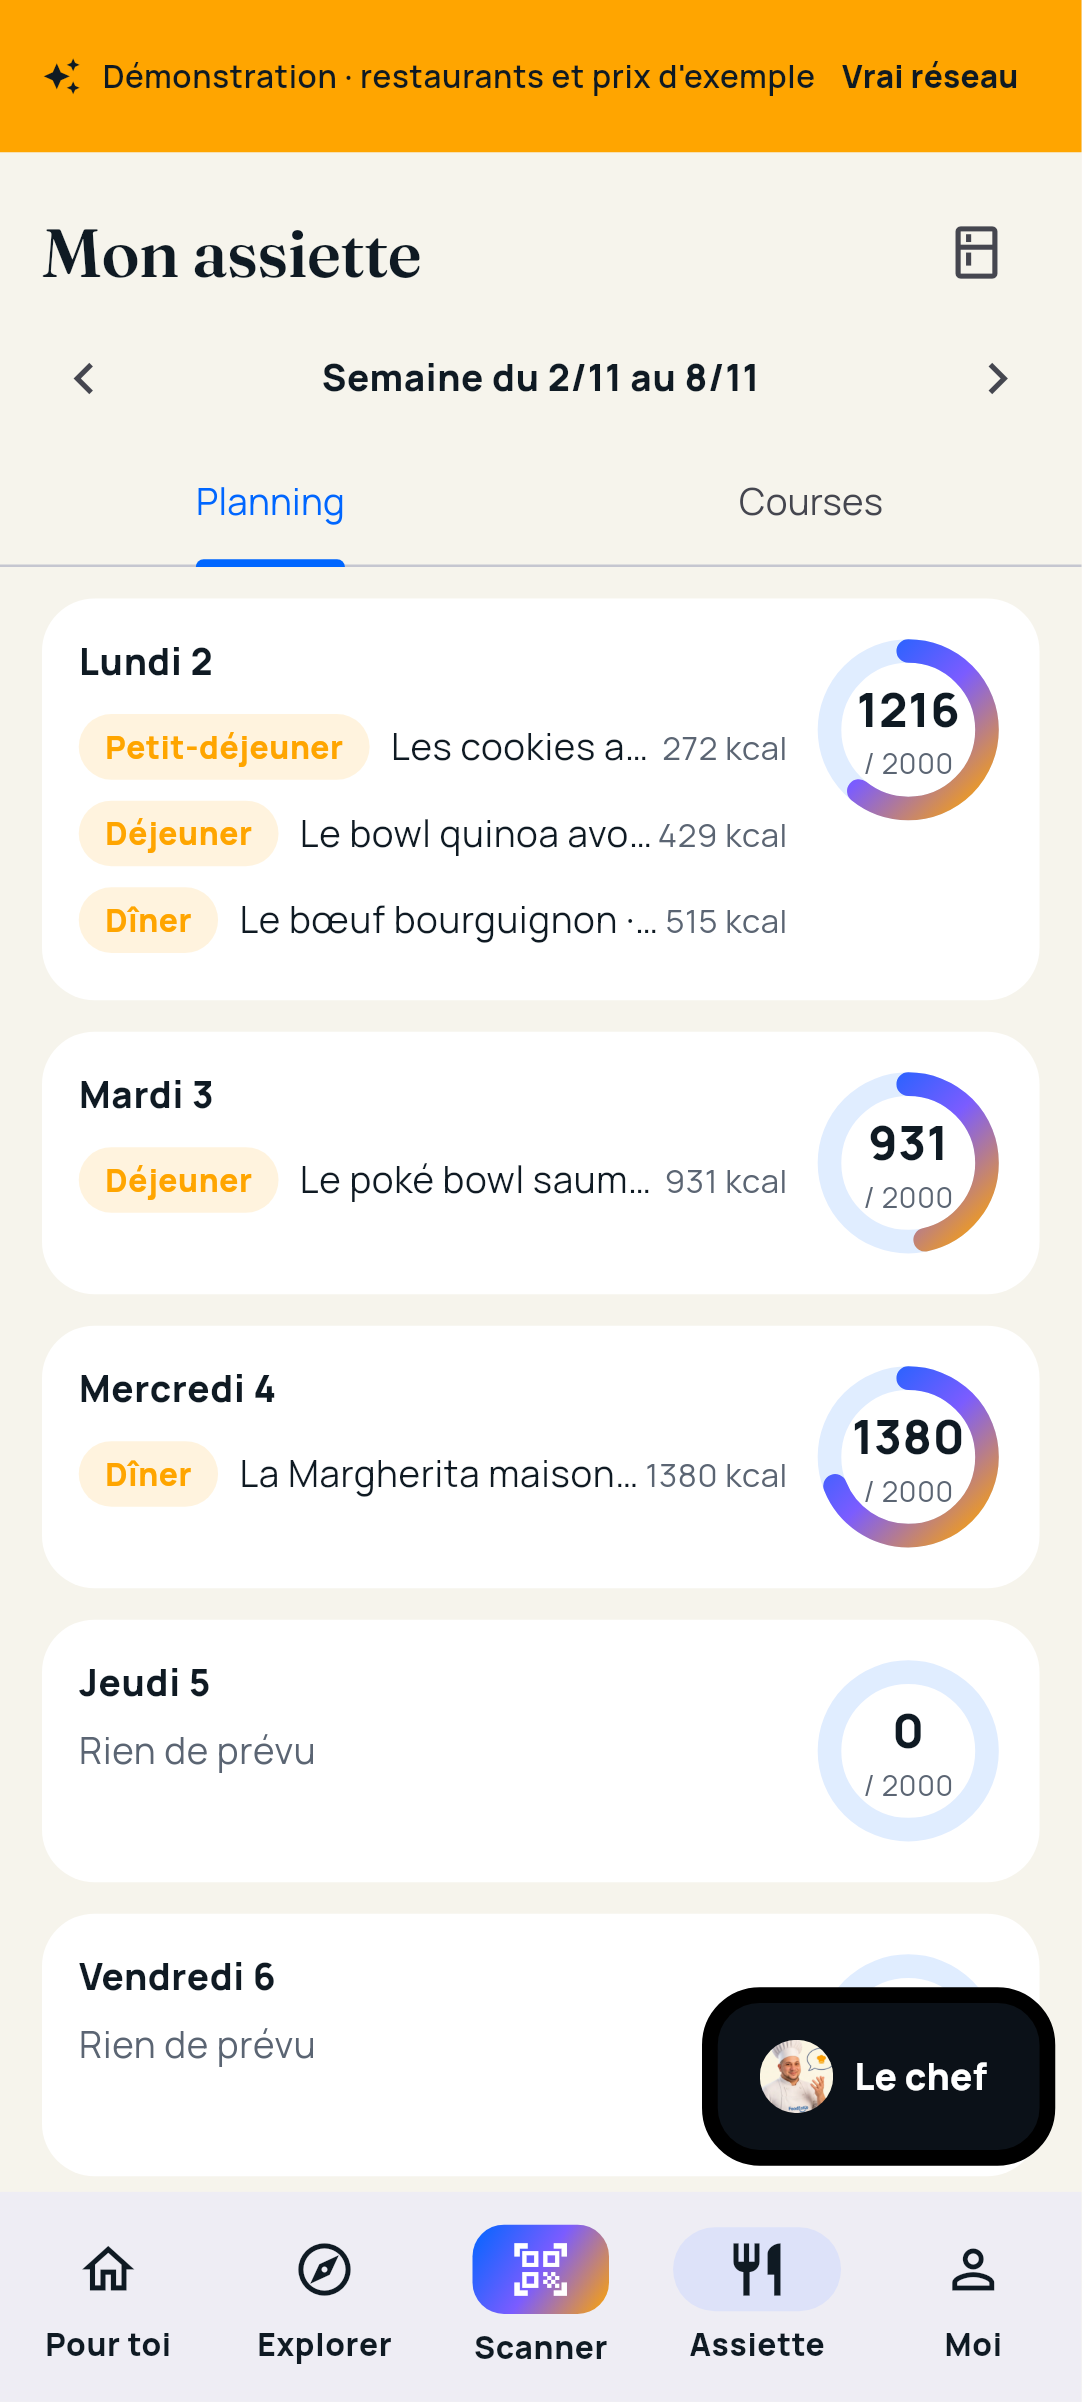 Démonstration · restaurants et prix d'exemple Vrai réseau
Mon assiette
Semaine du 2/11 au 8/11
Planning Courses
Lundi 2
1216
/ 2000
Petit-déjeuner Les cookies a... 272 kcal
Déjeuner Le bowl quinoa avo... 429 kcal
Dîner Le bœuf bourguignon ·... 515 kcal
Mardi 3
931
/ 2000
Déjeuner Le poké bowl saum... 931 kcal
Mercredi 4
1380
/ 2000
Dîner La Margherita maison... 1380 kcal
Jeudi 5
0
/ 2000
Rien de prévu
Vendredi 6
Rien de prévu
Le chef
Pour toi Explorer Scanner Assiette Moi